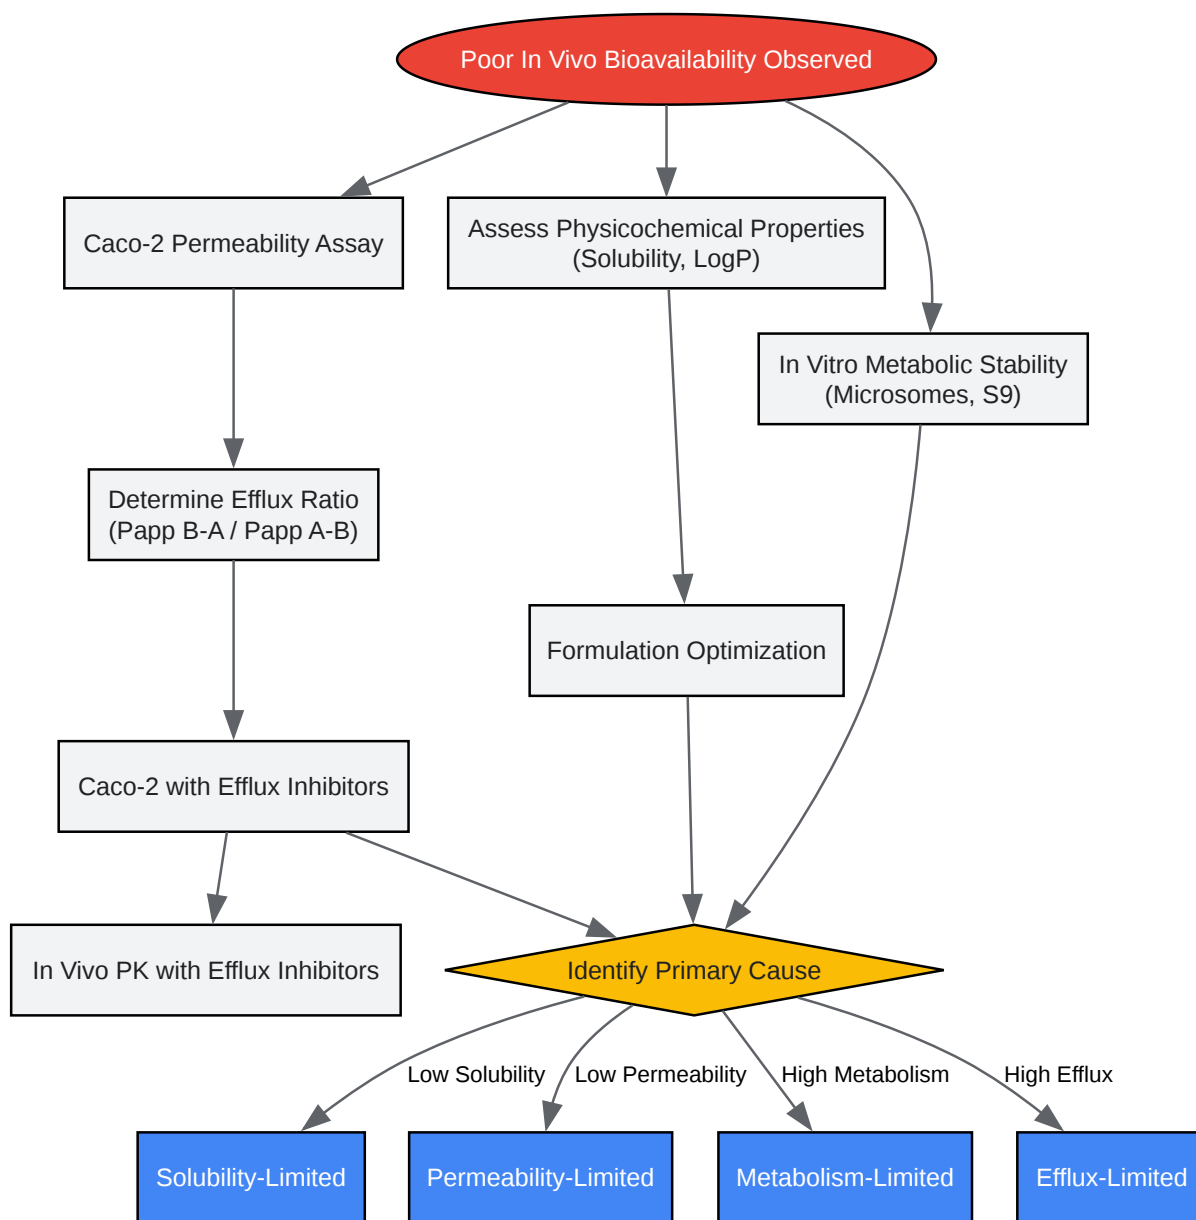 Poor In Vivo Bioavailability Observed
Caco-2 Permeability Assay
Assess Physicochemical Properties
(Solubility, LogP)
In Vitro Metabolic Stability
(Microsomes, S9)
Determine Efflux Ratio
(Papp B-A / Papp A-B)
Formulation Optimization
Caco-2 with Efflux Inhibitors
In Vivo PK with Efflux Inhibitors
Identify Primary Cause
Low Solubility
Low Permeability
High Metabolism
High Efflux
Solubility-Limited
Permeability-Limited
Metabolism-Limited
Efflux-Limited